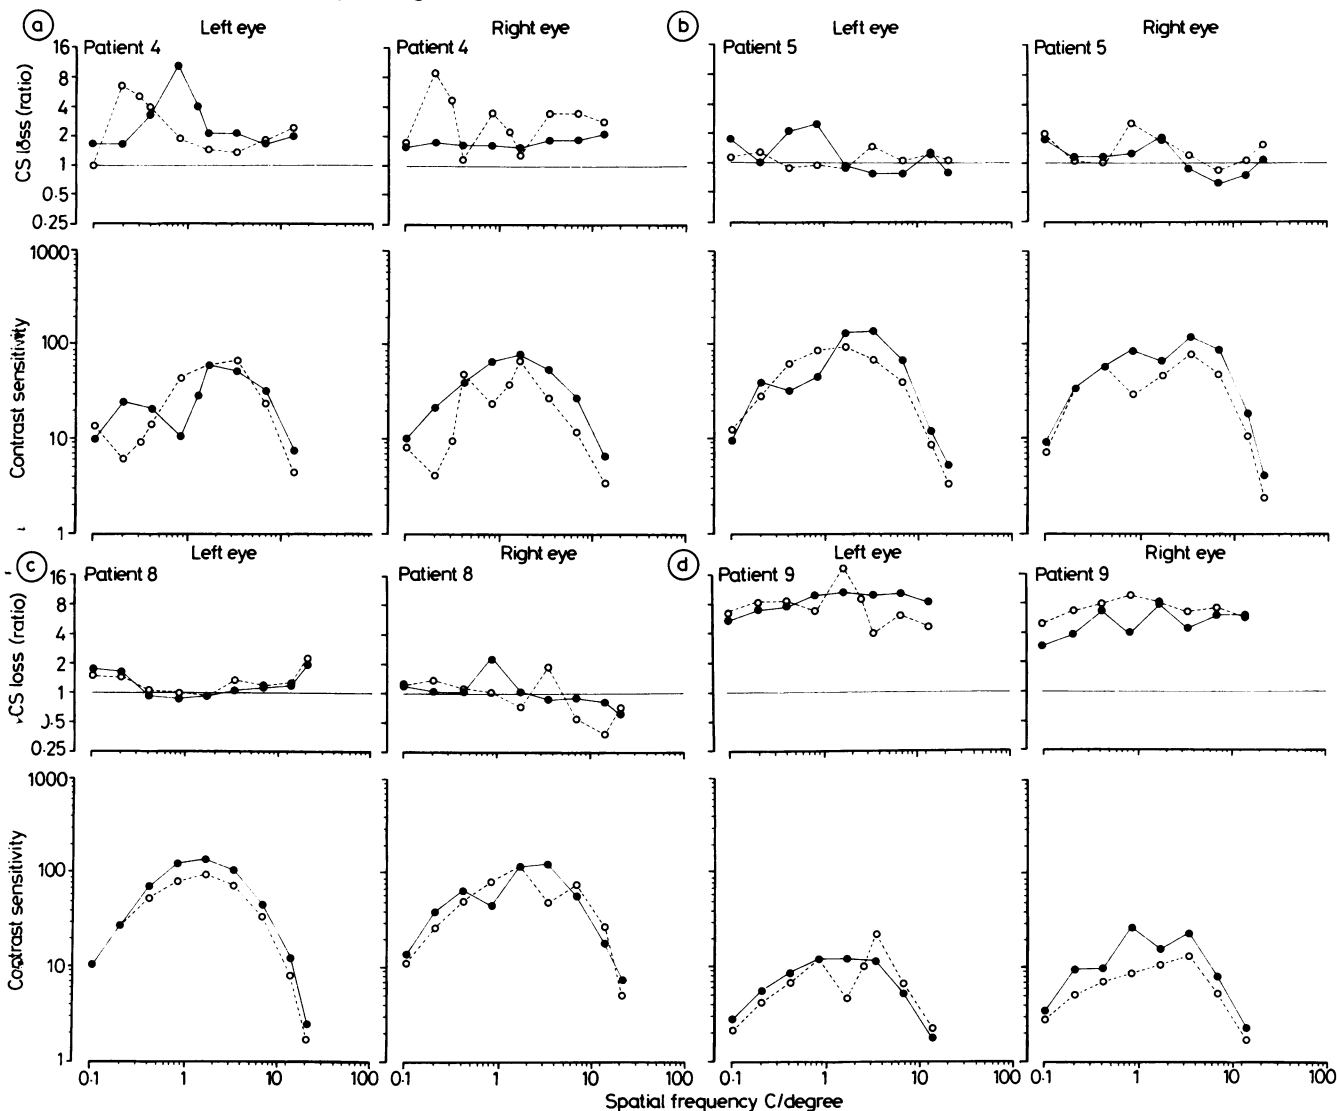 a Left eye Right eye b Left eye Right eye
Patient 4 Patient 4 Patient 5 Patient 5
CS loss (ratio)
16
8
4
2
1
0·5
0·25
Contrast sensitivity
1000
100
10
1
c Left eye Right eye d Left eye Right eye
Patient 8 Patient 8 Patient 9 Patient 9
CS loss (ratio)
16
8
4
2
1
0·5
0·25
Contrast sensitivity
1000
100
10
1
0·1 1 10 100 0·1 1 10 100 0·1 1 10 100 0·1 1 10 100
Spatial frequency C/degree